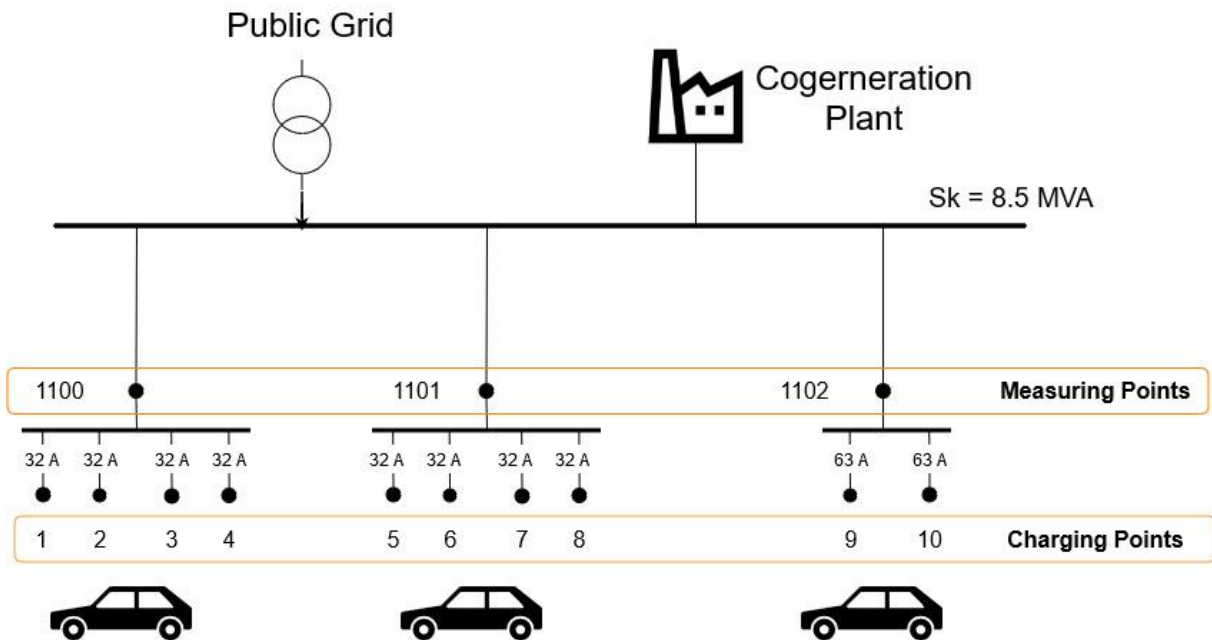 Public Grid
Cogerneration
Plant
Sk = 8.5 MVA
1100 1101 1102 Measuring Points
32 A 32 A 32 A 32 A 32 A 32 A 32 A 32 A 63 A 63 A
1 2 3 4 5 6 7 8 9 10 Charging Points